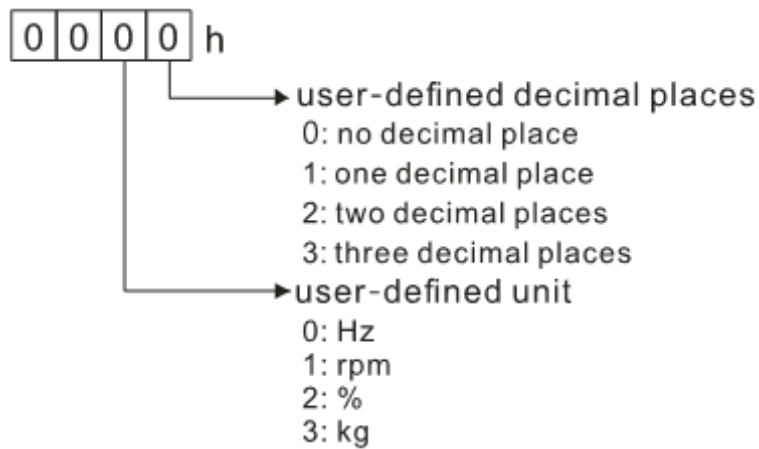 0 0 0 0 h
user-defined decimal places
0: no decimal place
1: one decimal place
2: two decimal places
3: three decimal places
user-defined unit
0: Hz
1: rpm
2: %
3: kg